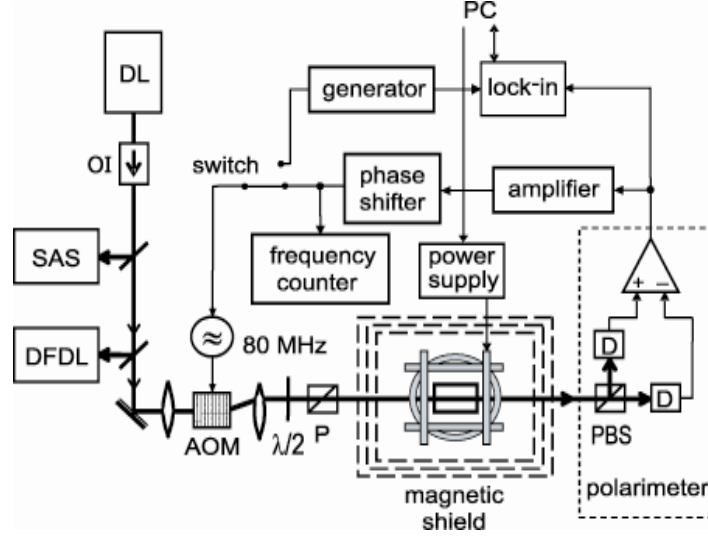 PC
DL
generator
lock-in
OI
switch
phase
shifter
amplifier
SAS
frequency
counter
power
supply
+ −
DFDL
≈
80 MHz
D
D
AOM
λ/2
P
PBS
magnetic
shield
polarimeter